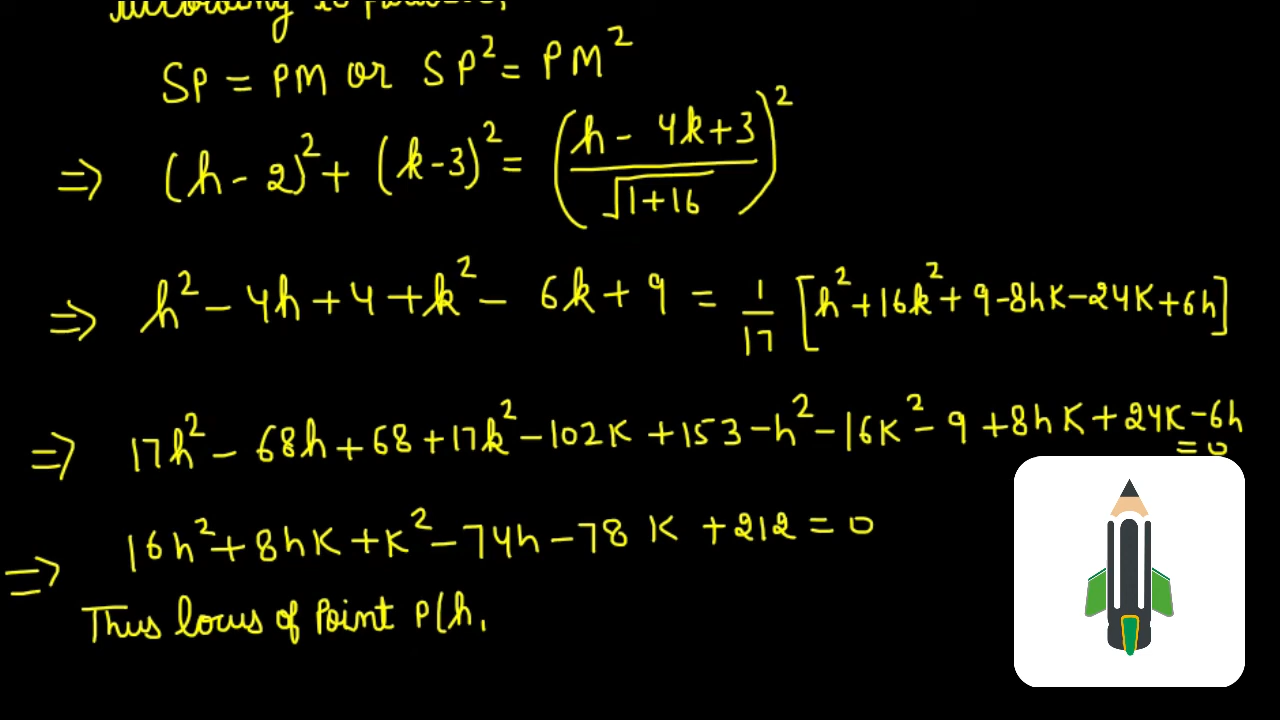 According to
SP = PM or SP² = PM²
⇒ (h - 2)² + (k - 3)² = ((h - 4k + 3)/√(1 + 16))²
⇒ h² - 4h + 4 + k² - 6k + 9 = 1/17 [h² + 16k² + 9 - 8hk - 24k + 6h]
⇒ 17h² - 68h + 68 + 17k² - 102k + 153 - h² - 16k² - 9 + 8hk + 24k - 6h
= 0
⇒ 16h² + 8hk + k² - 74h - 78k + 212 = 0
Thus locus of Point P(h,